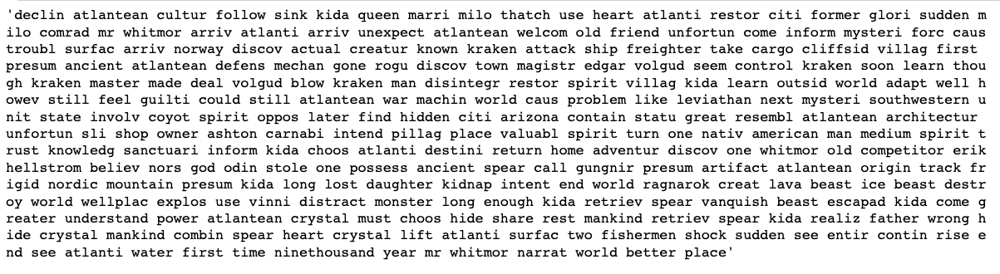 'declin atlantean cultur follow sink kida queen marri milo thatch use heart atlanti restor citi former glori sudden m
ilo comrad mr whitmor arriv atlanti arriv unexpect atlantean welcom old friend unfortun come inform mysteri forc caus
troubl surfac arriv norway discov actual creatur known kraken attack ship freighter take cargo cliffsid villag first
presum ancient atlantean defens mechan gone rogu discov town magistr edgar volgud seem control kraken soon learn thou
gh kraken master made deal volgud blow kraken man disintegr restor spirit villag kida learn outsid world adapt well h
owev still feel guilti could still atlantean war machin world caus problem like leviathan next mysteri southwestern u
nit state involv coyot spirit oppos later find hidden citi arizona contain statu great resembl atlantean architectur
unfortun sli shop owner ashton carnabi intend pillag place valuabl spirit turn one nativ american man medium spirit t
rust knowledg sanctuari inform kida choos atlanti destini return home adventur discov one whitmor old competitor erik
hellstrom believ nors god odin stole one possess ancient spear call gungnir presum artifact atlantean origin track fr
igid nordic mountain presum kida long lost daughter kidnap intent end world ragnarok creat lava beast ice beast destr
oy world wellplac explos use vinni distract monster long enough kida retriev spear vanquish beast escapad kida come g
reater understand power atlantean crystal must choos hide share rest mankind retriev spear kida realiz father wrong h
ide crystal mankind combin spear heart crystal lift atlanti surfac two fishermen shock sudden see entir contin rise e
nd see atlanti water first time ninethousand year mr whitmor narrat world better place'